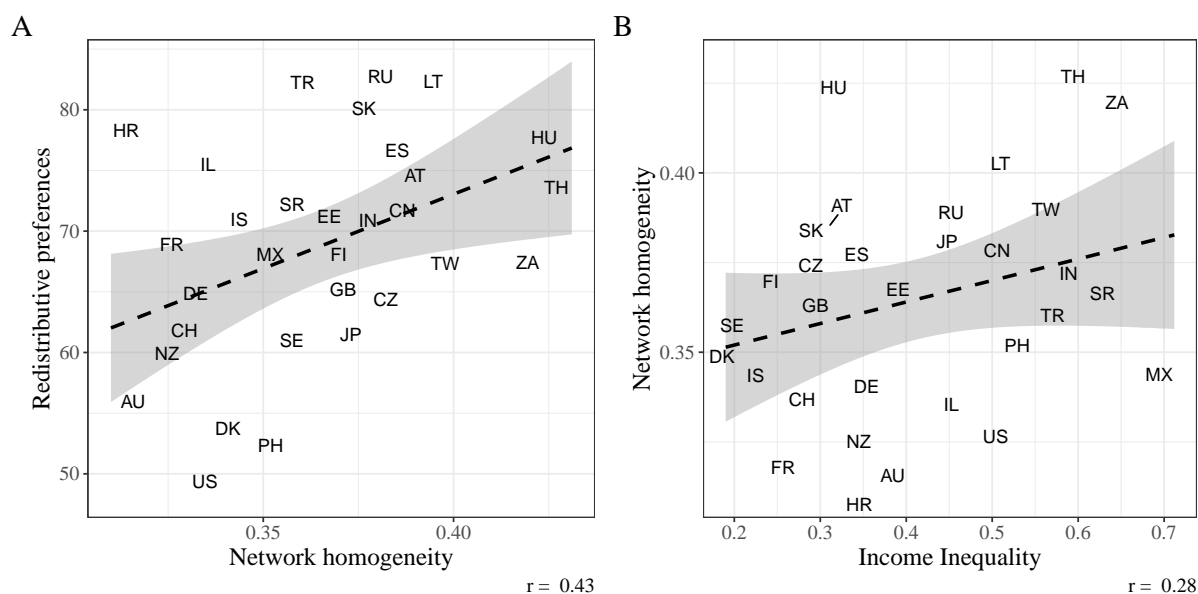 A
Redistributive preferences
80
70
60
50
TR
RU
LT
SK
HR
HU
ES
IL
AT
TH
SR
CN
IS
EE
IN
FR
MX
FI
TW
ZA
DE
GB
CZ
CH
JP
SE
NZ
AU
DK
PH
US
0.35
0.40
Network homogeneity
r = 0.43
B
Network homogeneity
0.40
0.35
TH
HU
ZA
LT
AT
TW
RU
SK
JP
CN
ES
CZ
IN
FI
EE
SR
GB
TR
SE
PH
DK
IS
MX
DE
CH
IL
US
NZ
FR
AU
HR
0.2
0.3
0.4
0.5
0.6
0.7
Income Inequality
r = 0.28